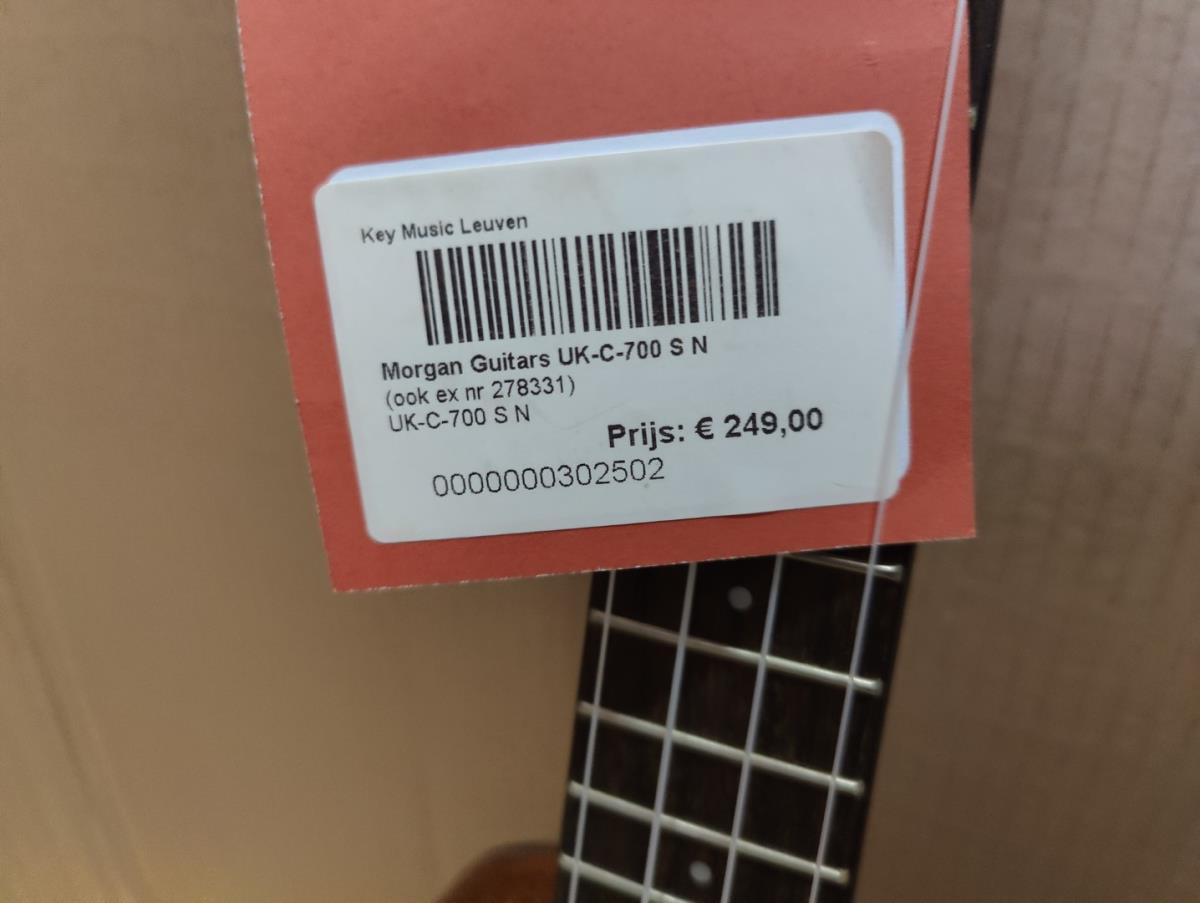 Key Music Leuven
Morgan Guitars UK-C-700 S N
(ook ex nr 278331)
UK-C-700 S N
Prijs: € 249,00
0000000302502